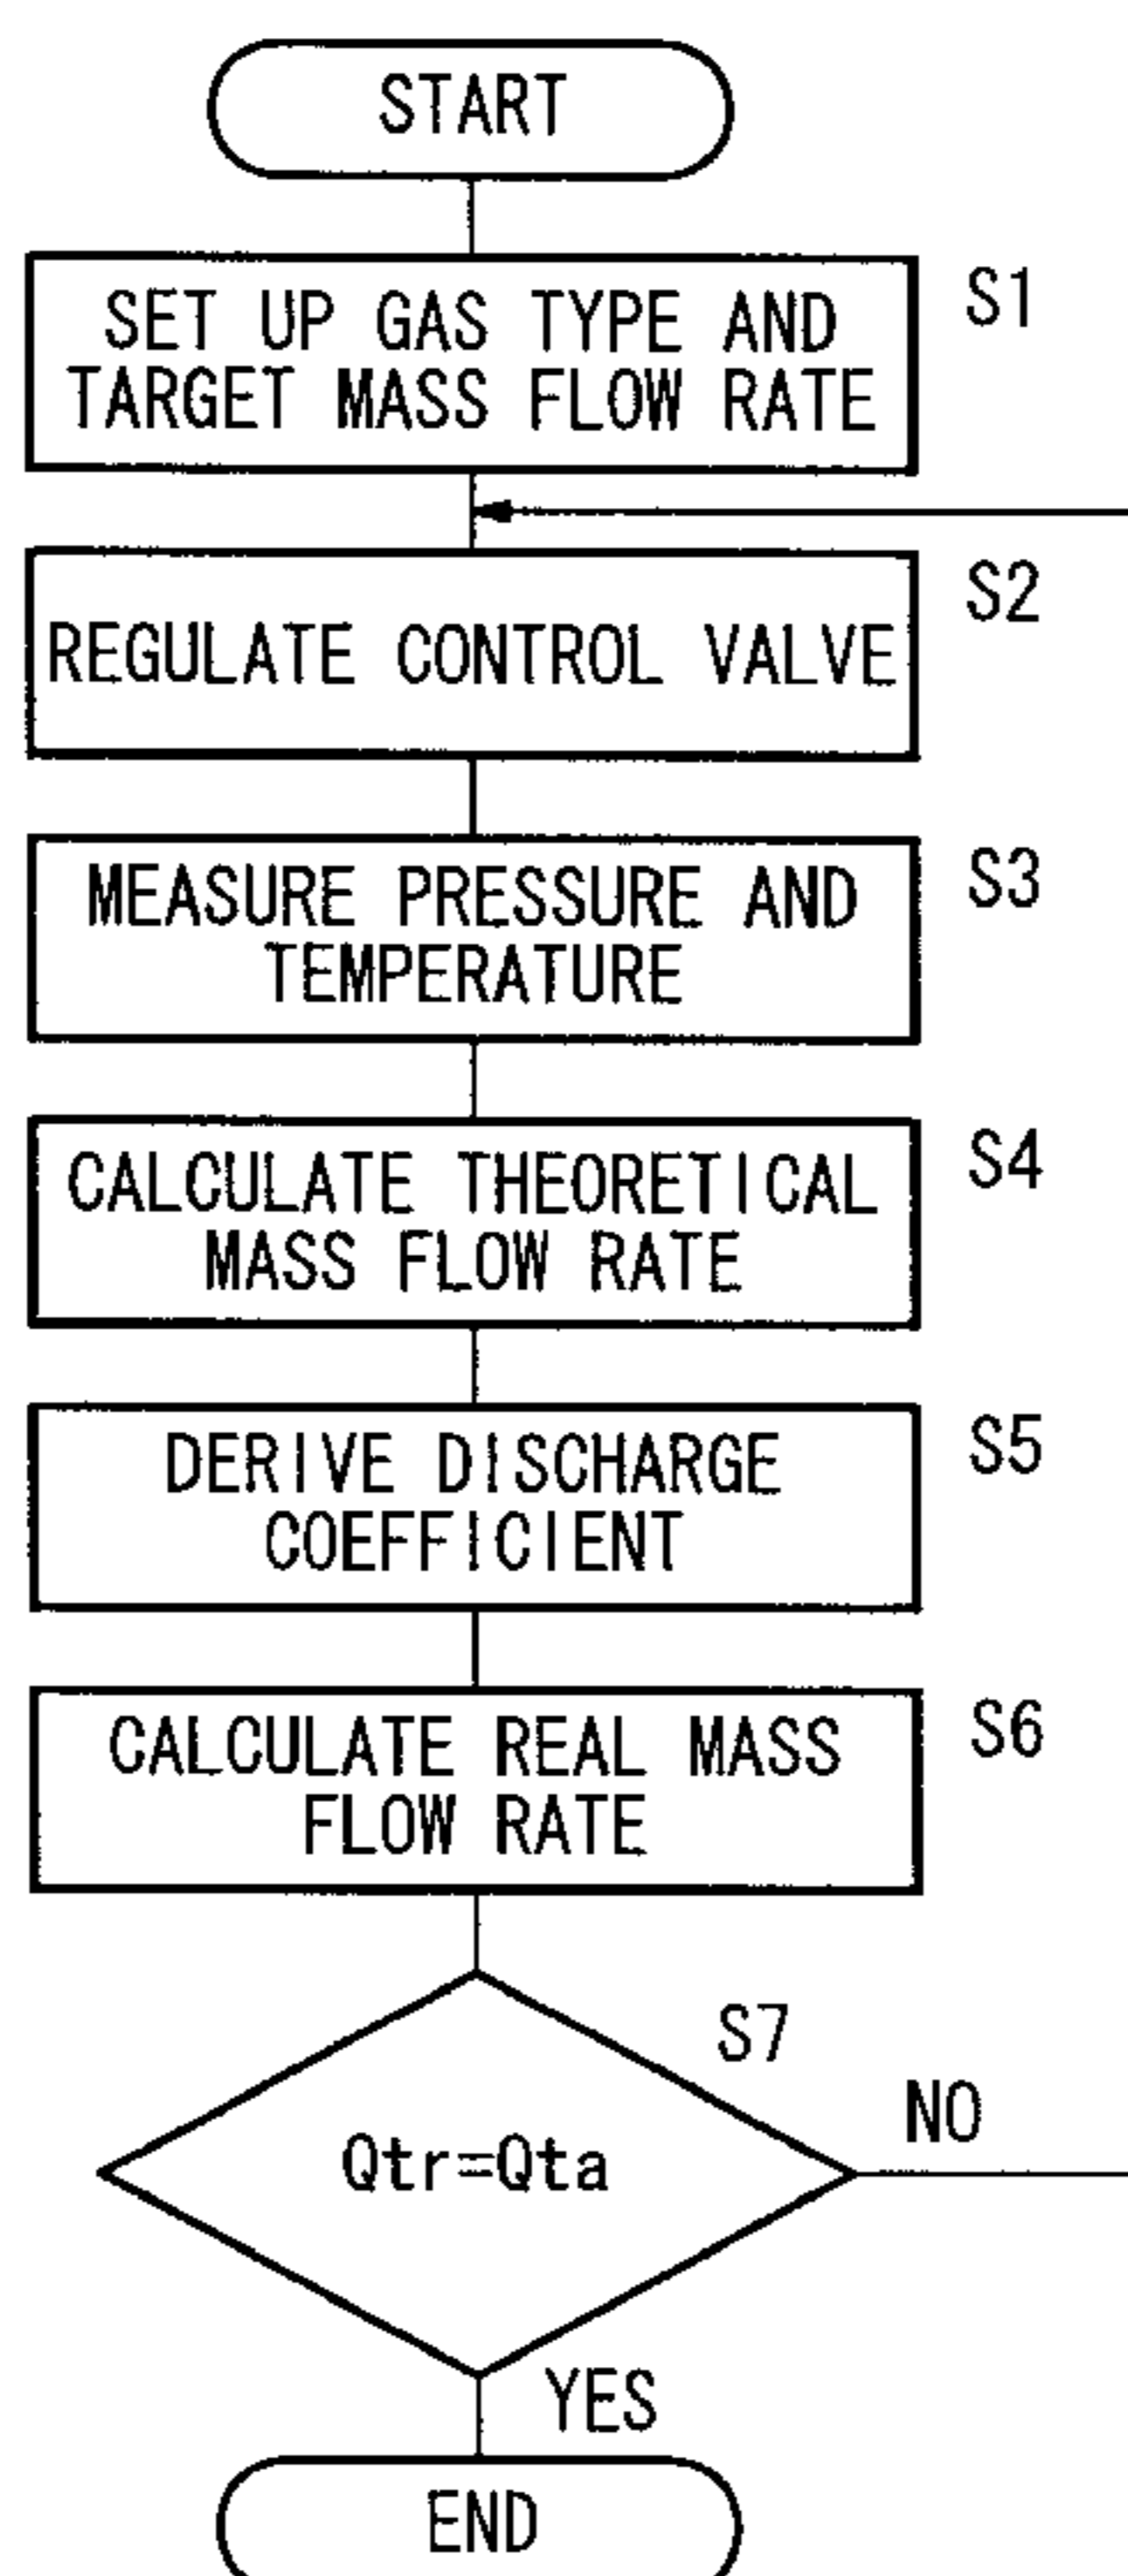 START
SET UP GAS TYPE AND
TARGET MASS FLOW RATE
S1
REGULATE CONTROL VALVE
S2
MEASURE PRESSURE AND
TEMPERATURE
S3
CALCULATE THEORETICAL
MASS FLOW RATE
S4
DERIVE DISCHARGE
COEFFICIENT
S5
CALCULATE REAL MASS
FLOW RATE
S6
S7
Qtr=Qta
NO
YES
END